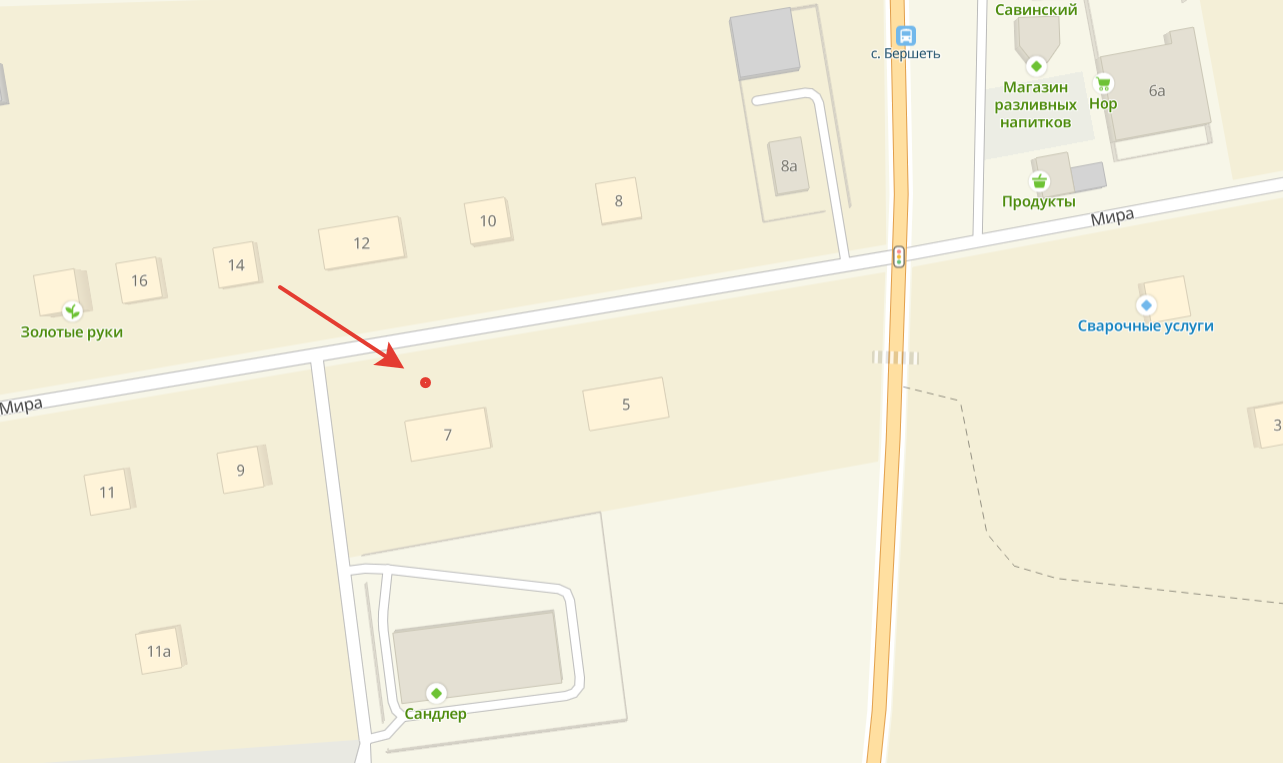 Савинский
с. Бершеть
Магазин
разливных
напитков
Нор
6а
8а
Продукты
Мира
8
10
12
14
16
Золотые руки
Сварочные услуги
Мира
5
7
9
11
3
11а
Сандлер